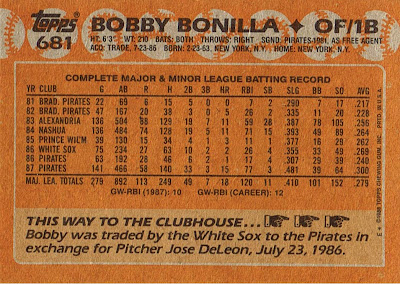 Topps
681
BOBBY BONILLA ✦ OF/1B
HT: 6'3" WT: 210 BATS: BOTH THROWS: RIGHT SGND: PIRATES-1981, AS FREE AGENT
ACQ: TRADE, 7-23-86 BORN: 2-23-63, NEW YORK, N.Y. HOME: NEW YORK, N.Y.
COMPLETE MAJOR & MINOR LEAGUE BATTING RECORD
YR CLUB G AB R H 2B 3B HR RBI SB SLG BB SO AVG
81 BRAD. PIRATES 22 69 6 15 5 0 0 7 2 .290 7 17 .217
82 BRAD. PIRATES 47 167 20 38 3 0 5 26 2 .335 11 20 .228
83 ALEXANDRIA 136 504 88 129 19 7 11 59 28 .387 78 105 .256
84 NASHUA 136 484 74 128 19 5 11 71 15 .393 49 89 .264
85 PRINCE WM 39 130 15 34 4 1 3 11 1 .377 16 29 .262
86 WHITE SOX 75 234 27 63 10 2 2 26 4 .355 33 49 .269
86 PIRATES 63 192 28 46 6 2 1 17 4 .307 29 39 .240
87 PIRATES 141 466 58 140 33 3 15 77 3 .481 39 64 .300
MAJ. LEA. TOTALS 279 892 113 249 49 7 18 120 11 .410 101 152 .279
GW-RBI (1987): 10 GW-RBI (CAREER): 12
THIS WAY TO THE CLUBHOUSE...
Bobby was traded by the White Sox to the Pirates in
exchange for Pitcher Jose DeLeon, July 23, 1986.
©1988 TOPPS CHEWING GUM, INC. PRTD. IN U.S.A.